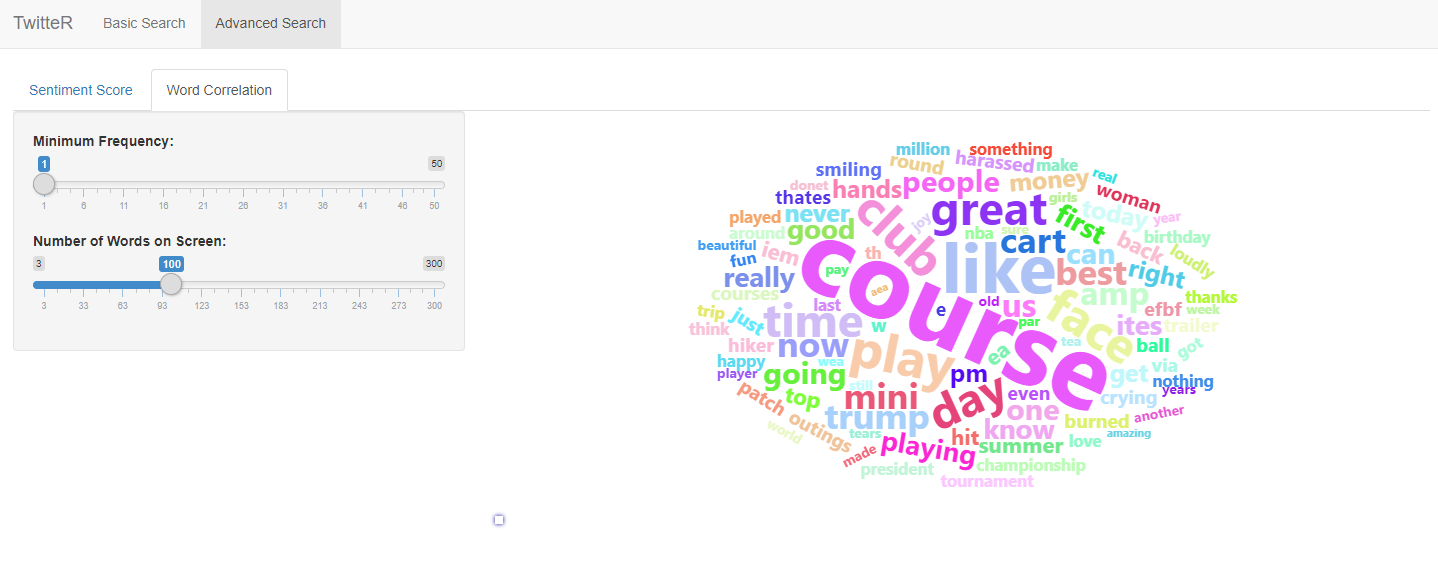 TwitteR Basic Search Advanced Search
Sentiment Score Word Correlation
Minimum Frequency:
1 50
1 6 11 16 21 26 31 36 41 46 50
Number of Words on Screen:
3 100 300
3 33 63 93 123 153 183 213 243 273 300
million something
round harassed make
smiling people money real
donet hands girls woman
thates great today year
played never club joy first
around good nba sure cart back birthday
beautiful iem th like can loudly
fun pay best right
really course
courses aea amp thanks
last old us face efbf week
trip just time e par ites trailer
think w tea
hiker now play ea ball got
happy wea pm via
player going still get nothing
patch top mini day even crying years
outings trump one burned another
world tears know amazing
hit love
made playing summer
president championship
tournament